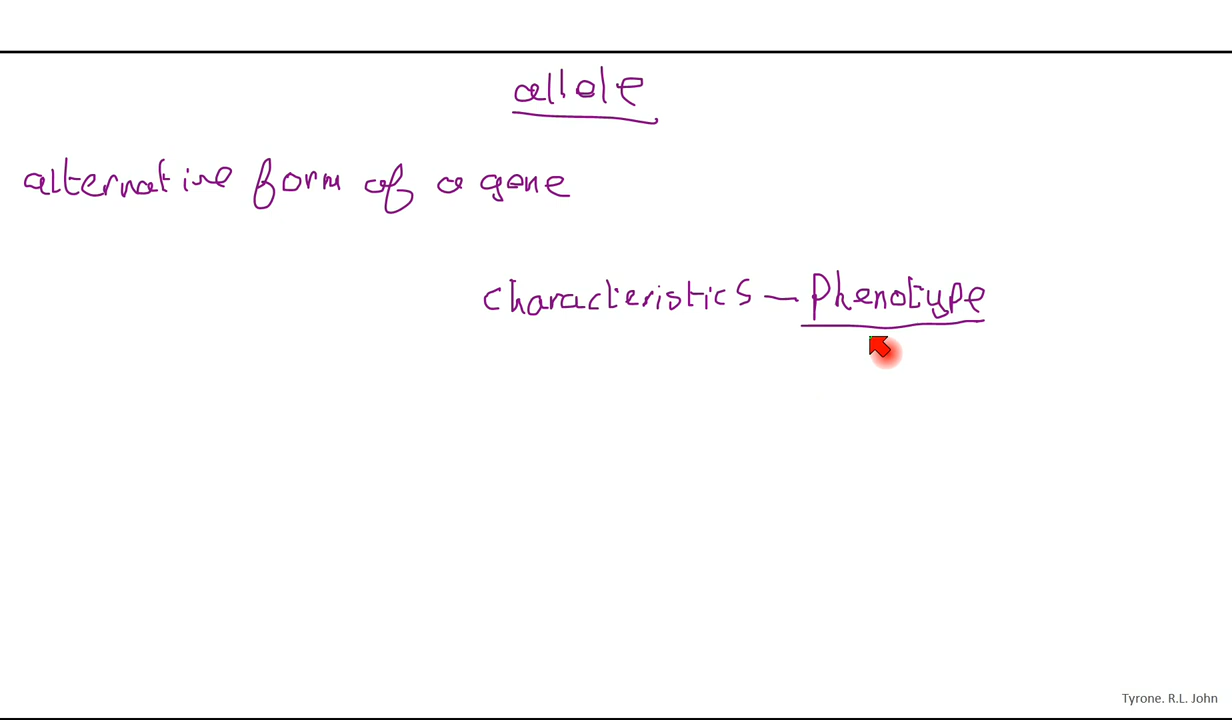 allele
alternative form of a gene
characteristics – Phenotype
Tyrone. R.L. John